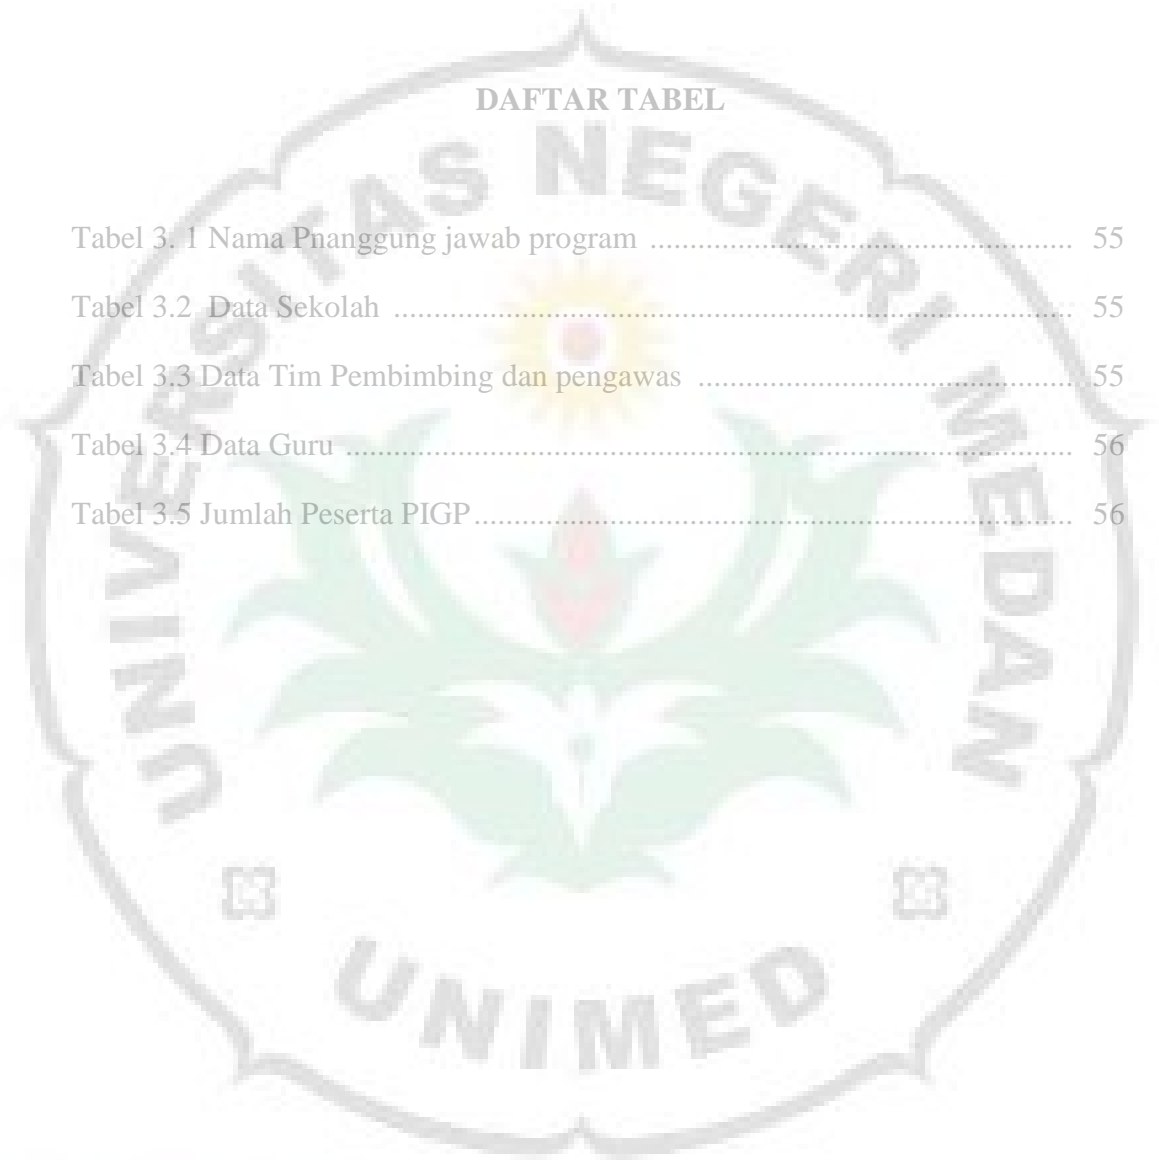 DAFTAR TABEL
Tabel 3. 1 Nama Pnanggung jawab program ................................................... 55
Tabel 3.2  Data Sekolah .................................................................................. 55
Tabel 3.3 Data Tim Pembimbing dan pengawas ............................................. 55
Tabel 3.4 Data Guru ........................................................................................ 56
Tabel 3.5 Jumlah Peserta PIGP ........................................................................ 56
UNIVERSITAS NEGERI MEDAN
UNIMED